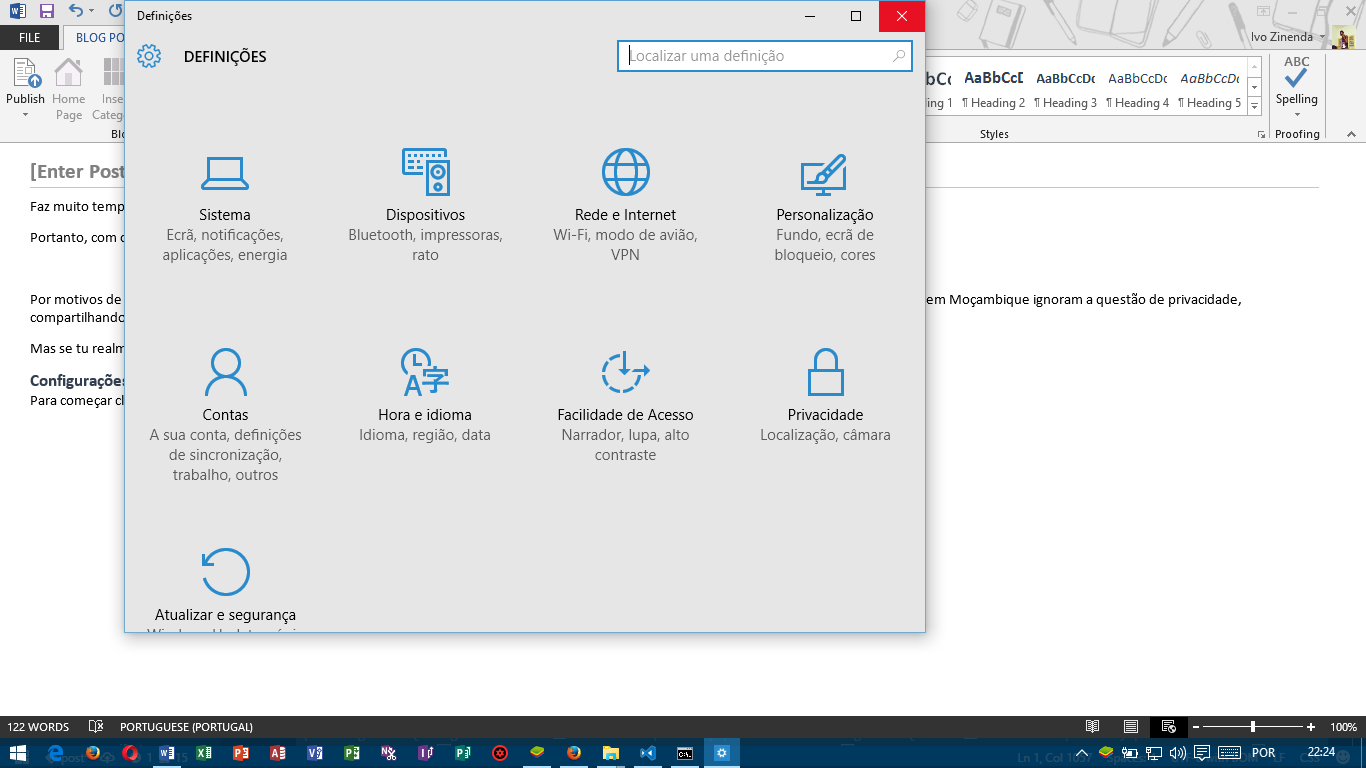 Definições
FILE
BLOG PO
Ivo Zinenda
DEFINIÇÕES
Localizar uma definição
Publish
Home
Page
Inse
Categ
AaBbCcI
AaBbCcDc
AaBbCcDc
AaBbCcDc
ing 1
¶ Heading 2
¶ Heading 3
¶ Heading 4
¶ Heading 5
Styles
ABC
Spelling
Proofing
[Enter Post
Faz muito temp
Portanto, com
Por motivos de
em Moçambique ignoram a questão de privacidade,
compartilhando
Mas se tu realm
Configurações
Para começar cl
Sistema
Ecrã, notificações,
aplicações, energia
Dispositivos
Bluetooth, impressoras,
rato
Rede e Internet
Wi-Fi, modo de avião,
VPN
Personalização
Fundo, ecrã de
bloqueio, cores
Contas
A sua conta, definições
de sincronização,
trabalho, outros
Hora e idioma
Idioma, região, data
Facilidade de Acesso
Narrador, lupa, alto
contraste
Privacidade
Localização, câmara
Atualizar e segurança
122 WORDS
PORTUGUESE (PORTUGAL)
100%
POR
22:24